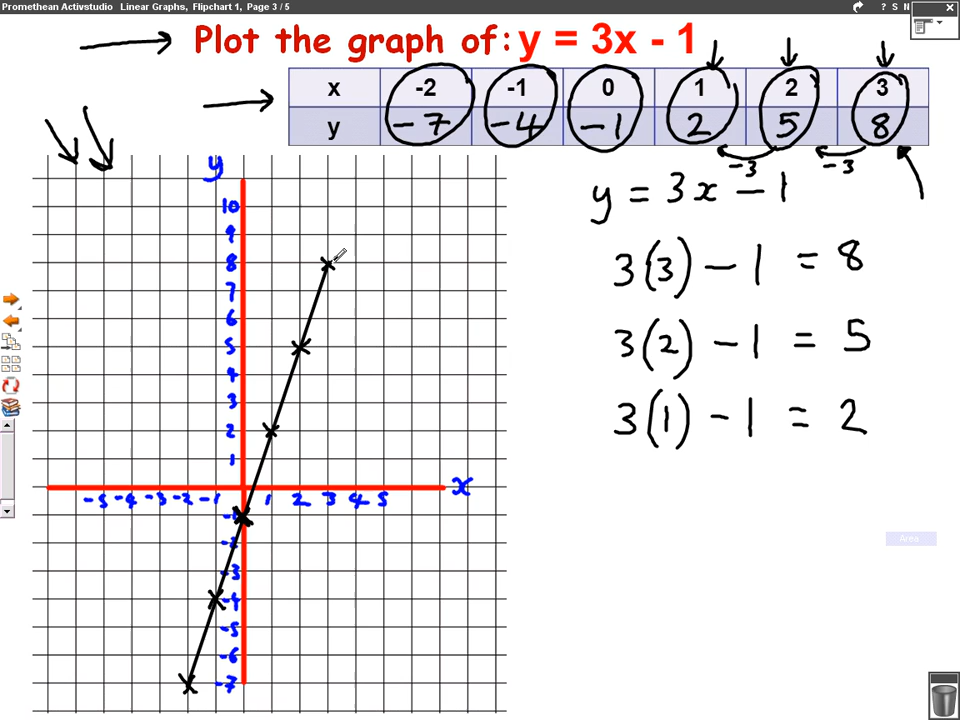 Promethean Activstudio Linear Graphs, Flipchart 1, Page 3 / 5
? S N
Plot the graph of: y = 3x - 1
x -2 -1 0 1 2 3
y -7 -4 -1 2 5 8
-3 -3
y = 3x - 1
3(3) - 1 = 8
3(2) - 1 = 5
3(1) - 1 = 2
y
10
9
8
7
6
5
4
3
2
1
-5 -4 -3 -2 -1 1 2 3 4 5 x
-1
-2
-3
-4
-5
-6
-7
Area